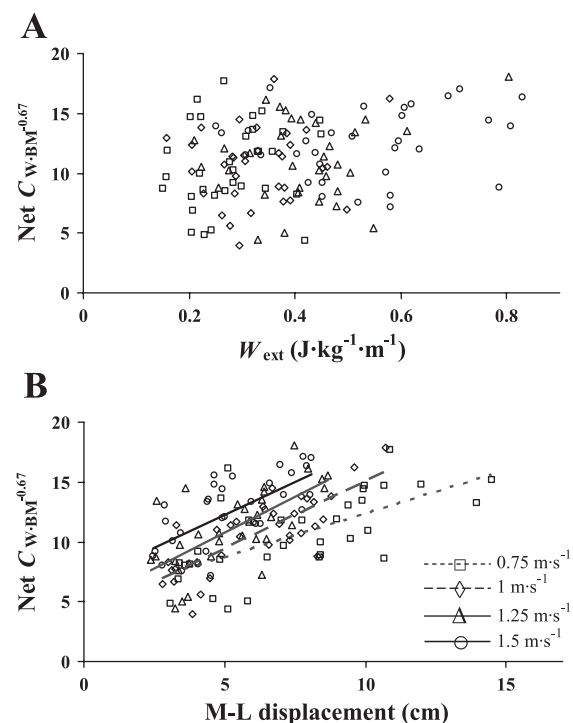 A
Net C W·BM⁻⁰·⁶⁷
20
15
10
5
0
0 0.2 0.4 0.6 0.8
W ext (J·kg⁻¹·m⁻¹)
B
Net C W·BM⁻⁰·⁶⁷
20
15
10
5
0
0.75 m·s⁻¹
1 m·s⁻¹
1.25 m·s⁻¹
1.5 m·s⁻¹
0 5 10 15
M-L displacement (cm)